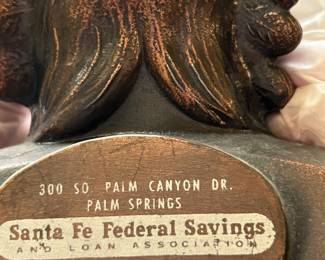 300 SO. PALM CANYON DR.
PALM SPRINGS
Santa Fe Federal Savings
AND LOAN ASSOCIATION